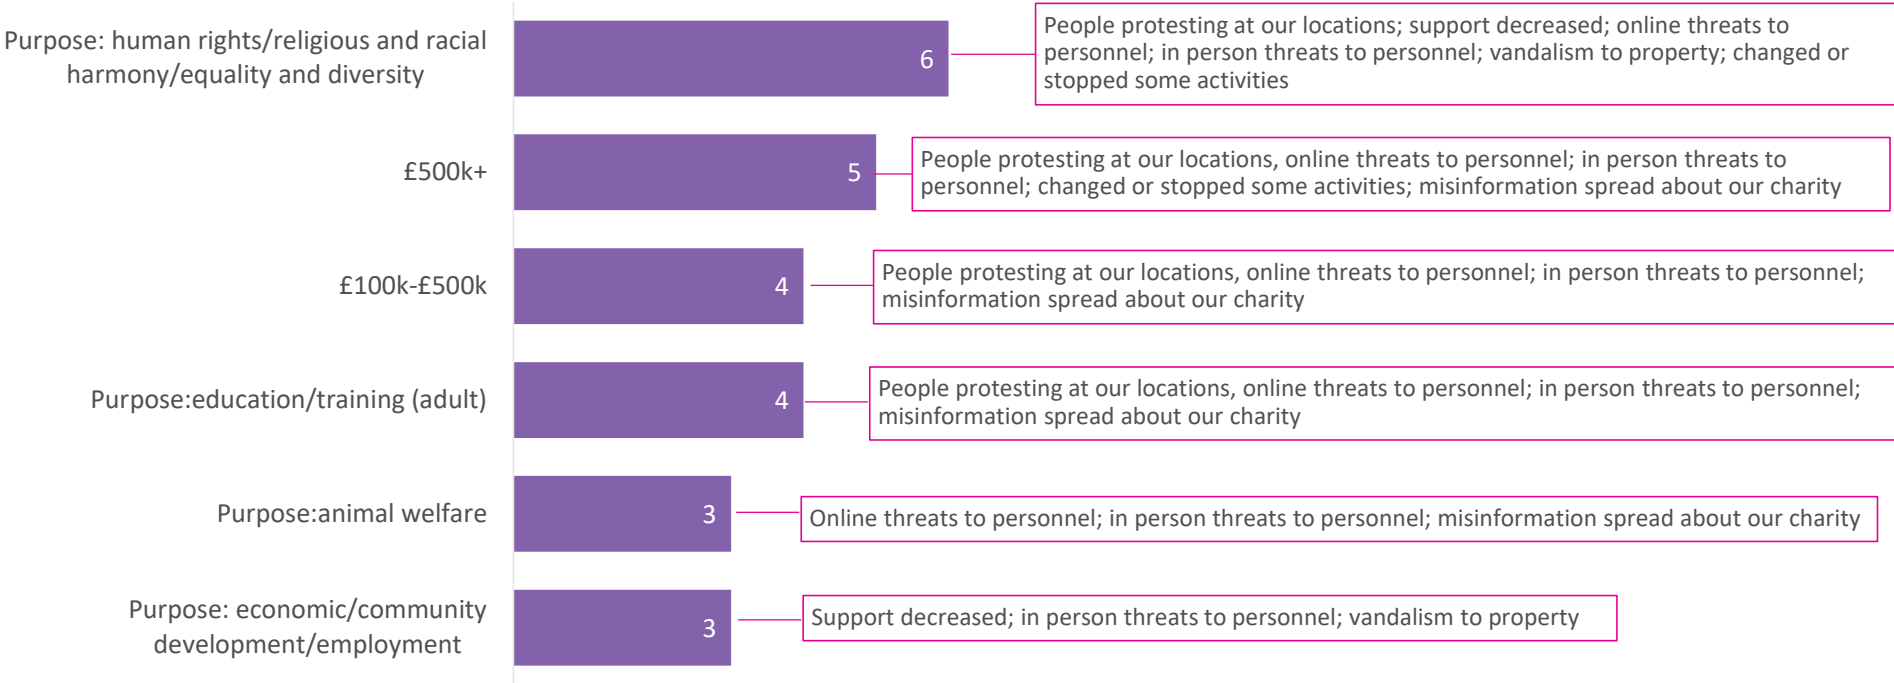 Purpose: human rights/religious and racial
harmony/equality and diversity
6
People protesting at our locations; support decreased; online threats to
personnel; in person threats to personnel; vandalism to property; changed or
stopped some activities
£500k+
5
People protesting at our locations, online threats to personnel; in person threats to
personnel; changed or stopped some activities; misinformation spread about our charity
£100k-£500k
4
People protesting at our locations, online threats to personnel; in person threats to personnel;
misinformation spread about our charity
Purpose:education/training (adult)
4
People protesting at our locations, online threats to personnel; in person threats to personnel;
misinformation spread about our charity
Purpose:animal welfare
3
Online threats to personnel; in person threats to personnel; misinformation spread about our charity
Purpose: economic/community
development/employment
3
Support decreased; in person threats to personnel; vandalism to property